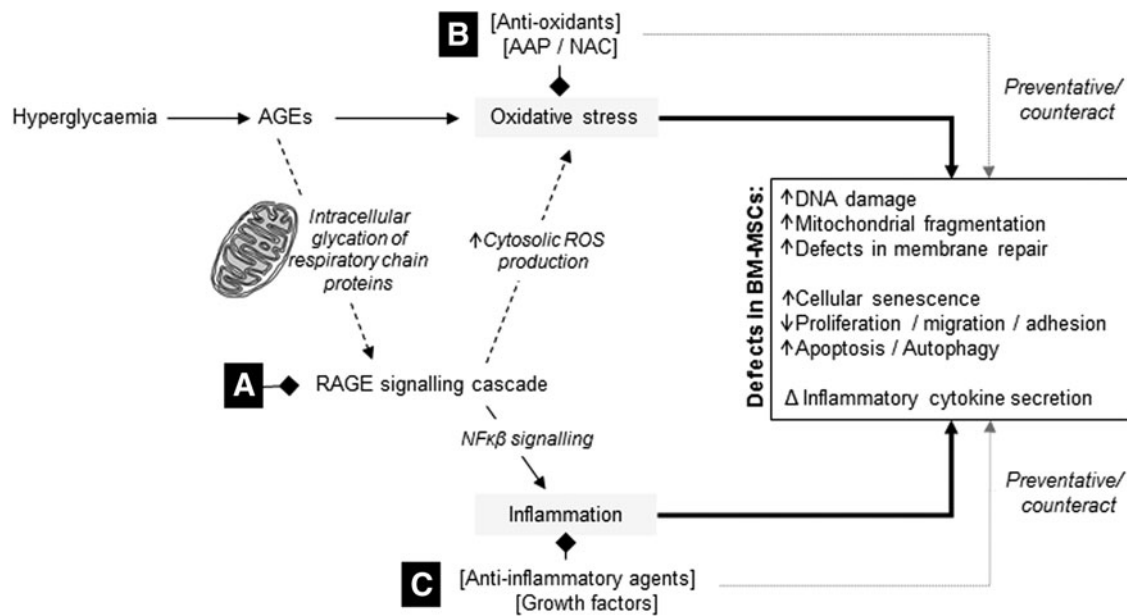 B
[Anti-oxidants]
[AAP / NAC]
Preventative/
counteract
Hyperglycaemia
AGEs
Oxidative stress
Intracellular
glycation of
respiratory chain
proteins
↑Cytosolic ROS
production
Defects in BM-MSCs:
↑DNA damage
↑Mitochondrial fragmentation
↑Defects in membrane repair
↑Cellular senescence
↓Proliferation / migration / adhesion
↑Apoptosis / Autophagy
Δ Inflammatory cytokine secretion
A
RAGE signalling cascade
NFκβ signalling
Inflammation
Preventative/
counteract
C
[Anti-inflammatory agents]
[Growth factors]